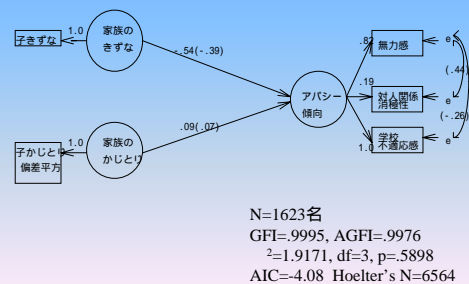 子きずな
1.0
家族の
きずな
-.54(-.39)
.82
無力感
e
(.44)
アパシー
傾向
.19
対人関係
消極性
e
(-.26)
.09(.07)
学校
不適応感
1.0
e
子かじとり
偏差平方
1.0
家族の
かじとり
N=1623名
GFI=.9995, AGFI=.9976
²=1.9171, df=3, p=.5898
AIC=-4.08 Hoelter's N=6564